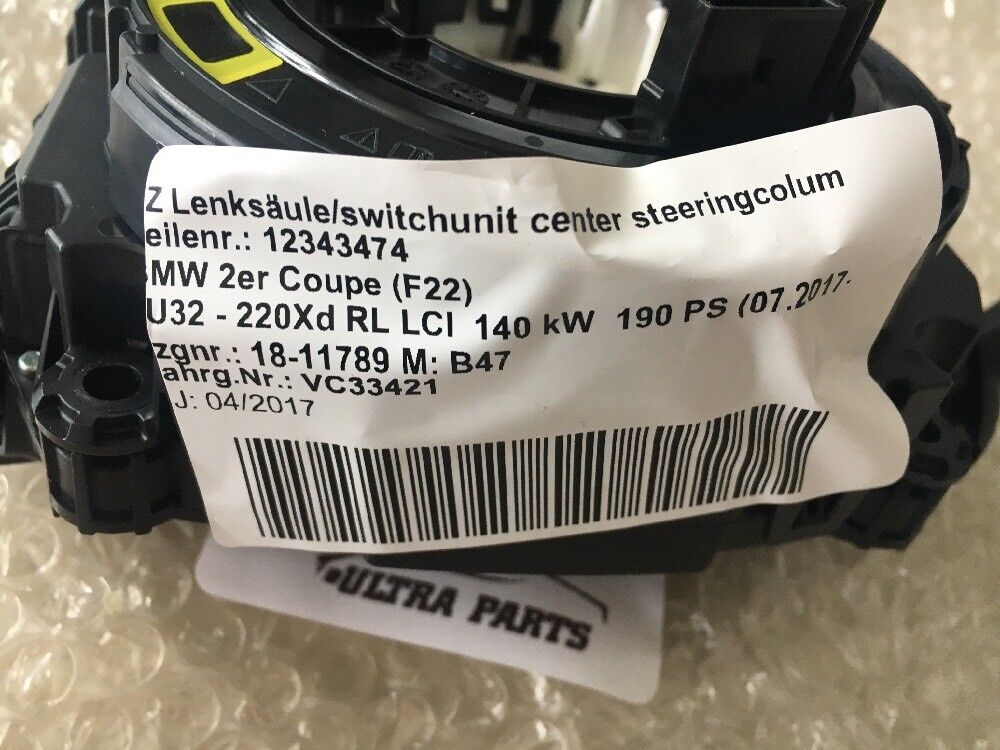 Z Lenksäule/switchunit center steeringcolum
eilenr.: 12343474
MW 2er Coupe (F22)
U32 - 220Xd RL LCI 140 kW 190 PS (07.2017-
zgnr.: 18-11789 M: B47
ahrg.Nr.: VC33421
J: 04/2017
ULTRA PARTS